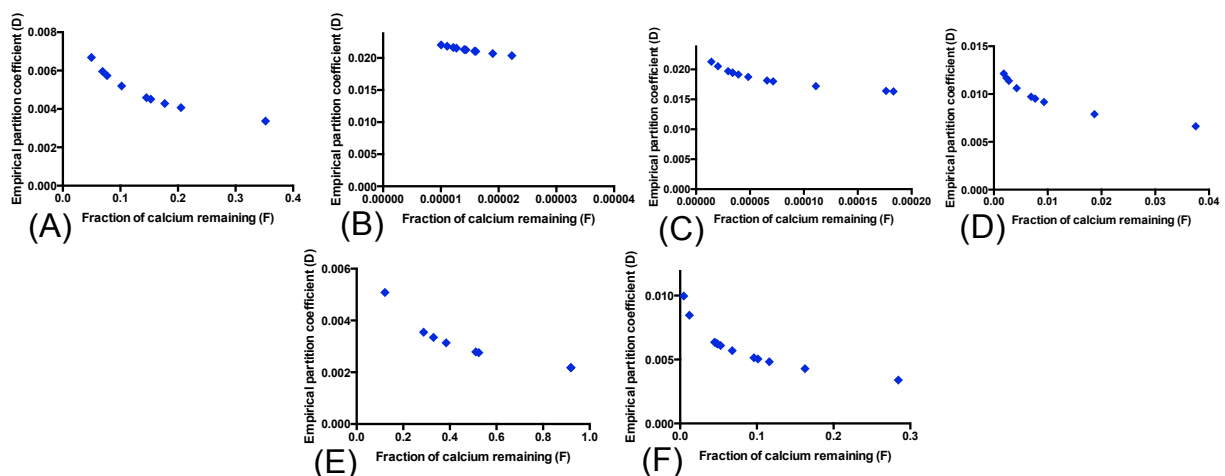 Empirical partition coefficient (D)
0.008
0.006
0.004
0.002
0.000
0.0 0.1 0.2 0.3 0.4
Fraction of calcium remaining (F)
(A)
Empirical partition coefficient (D)
0.020
0.015
0.010
0.005
0.000
0.00000 0.00001 0.00002 0.00003 0.00004
Fraction of calcium remaining (F)
(B)
Empirical partition coefficient (D)
0.020
0.015
0.010
0.005
0.000
0.00000 0.00005 0.00010 0.00015 0.00020
Fraction of calcium remaining (F)
(C)
Empirical partition coefficient (D)
0.015
0.010
0.005
0.000
0.00 0.01 0.02 0.03 0.04
Fraction of calcium remaining (F)
(D)
Empirical partition coefficient (D)
0.006
0.004
0.002
0.000
0.0 0.2 0.4 0.6 0.8 1.0
Fraction of calcium remaining (F)
(E)
Empirical partition coefficient (D)
0.010
0.005
0.000
0.0 0.1 0.2 0.3
Fraction of calcium remaining (F)
(F)